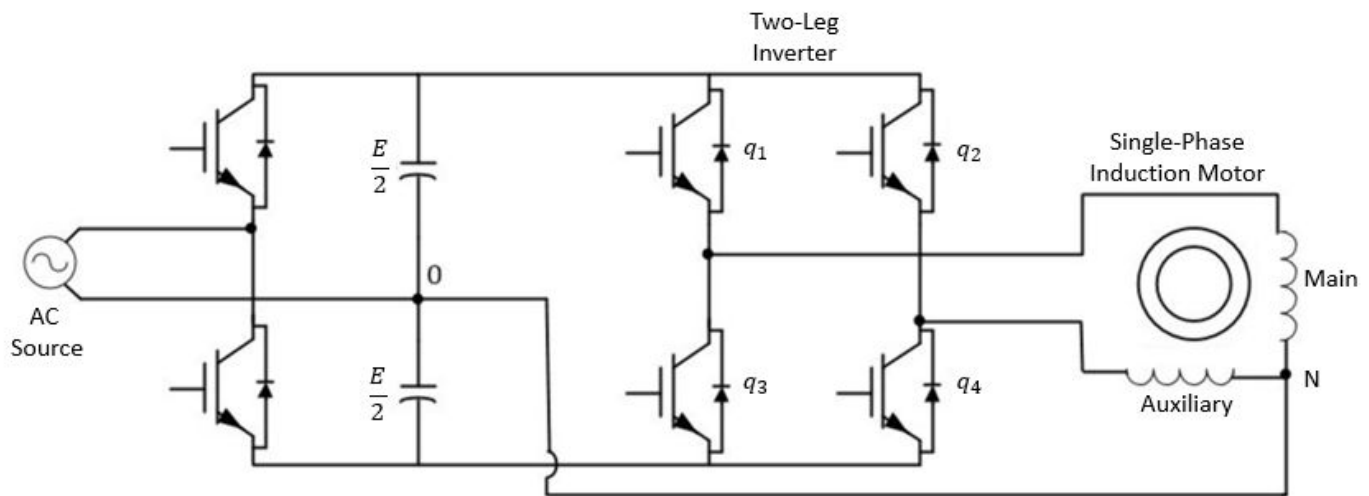 Two-Leg
Inverter
E
2
q1
q2
Single-Phase
Induction Motor
0
Main
AC
Source
E
2
q3
q4
N
Auxiliary